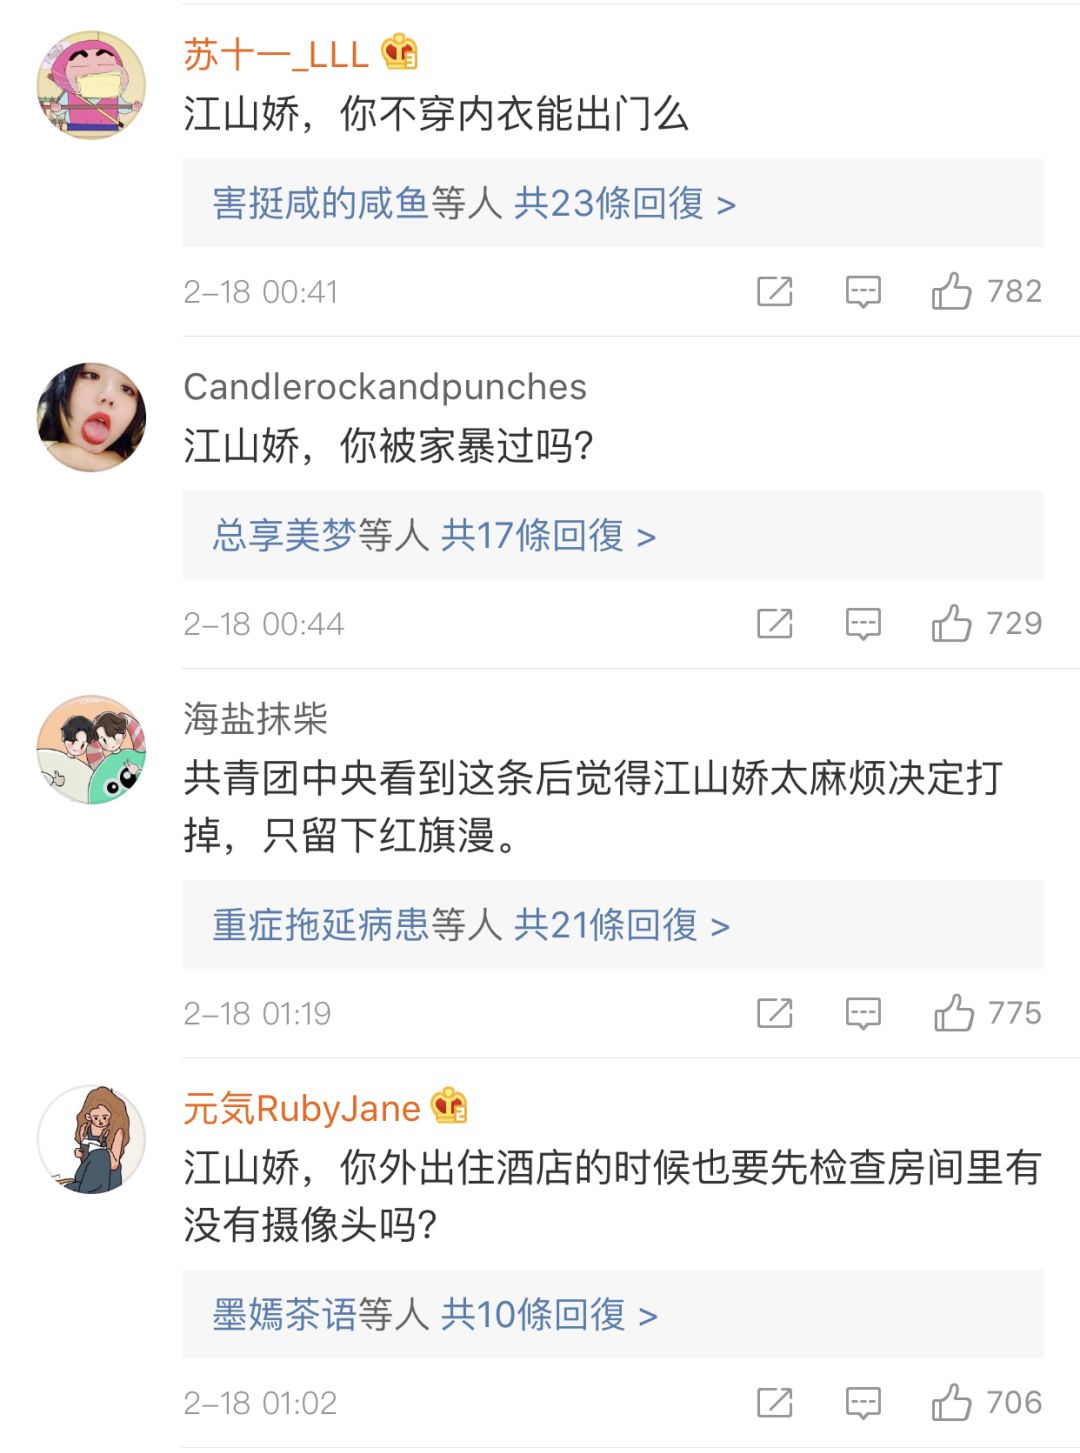 苏十一_LLL
江山娇，你不穿内衣能出门么
害挺咸的咸鱼等人 共23條回復 >
2-18 00:41
782
Candlerockandpunches
江山娇，你被家暴过吗?
总享美梦等人 共17條回復 >
2-18 00:44
729
海盐抹柴
共青团中央看到这条后觉得江山娇太麻烦决定打
掉，只留下红旗漫。
重症拖延病患等人 共21條回復 >
2-18 01:19
775
元気RubyJane
江山娇，你外出住酒店的时候也要先检查房间里有
没有摄像头吗?
墨嫣茶语等人 共10條回復 >
2-18 01:02
706